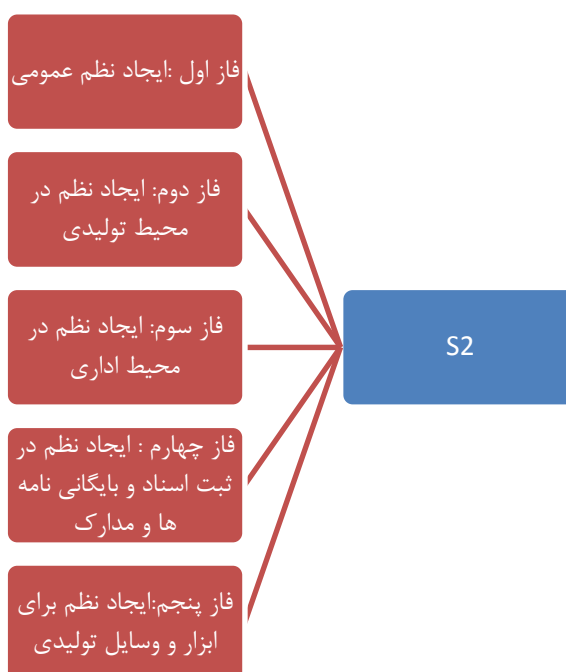 S2
فاز اول :ایجاد نظم عمومی
فاز دوم: ایجاد نظم در
محیط تولیدی
فاز سوم: ایجاد نظم در
محیط اداری
فاز چهارم : ایجاد نظم در
ثبت اسناد و بایگانی نامه
ها و مدارک
فاز پنجم:ایجاد نظم برای
ابزار و وسایل تولیدی